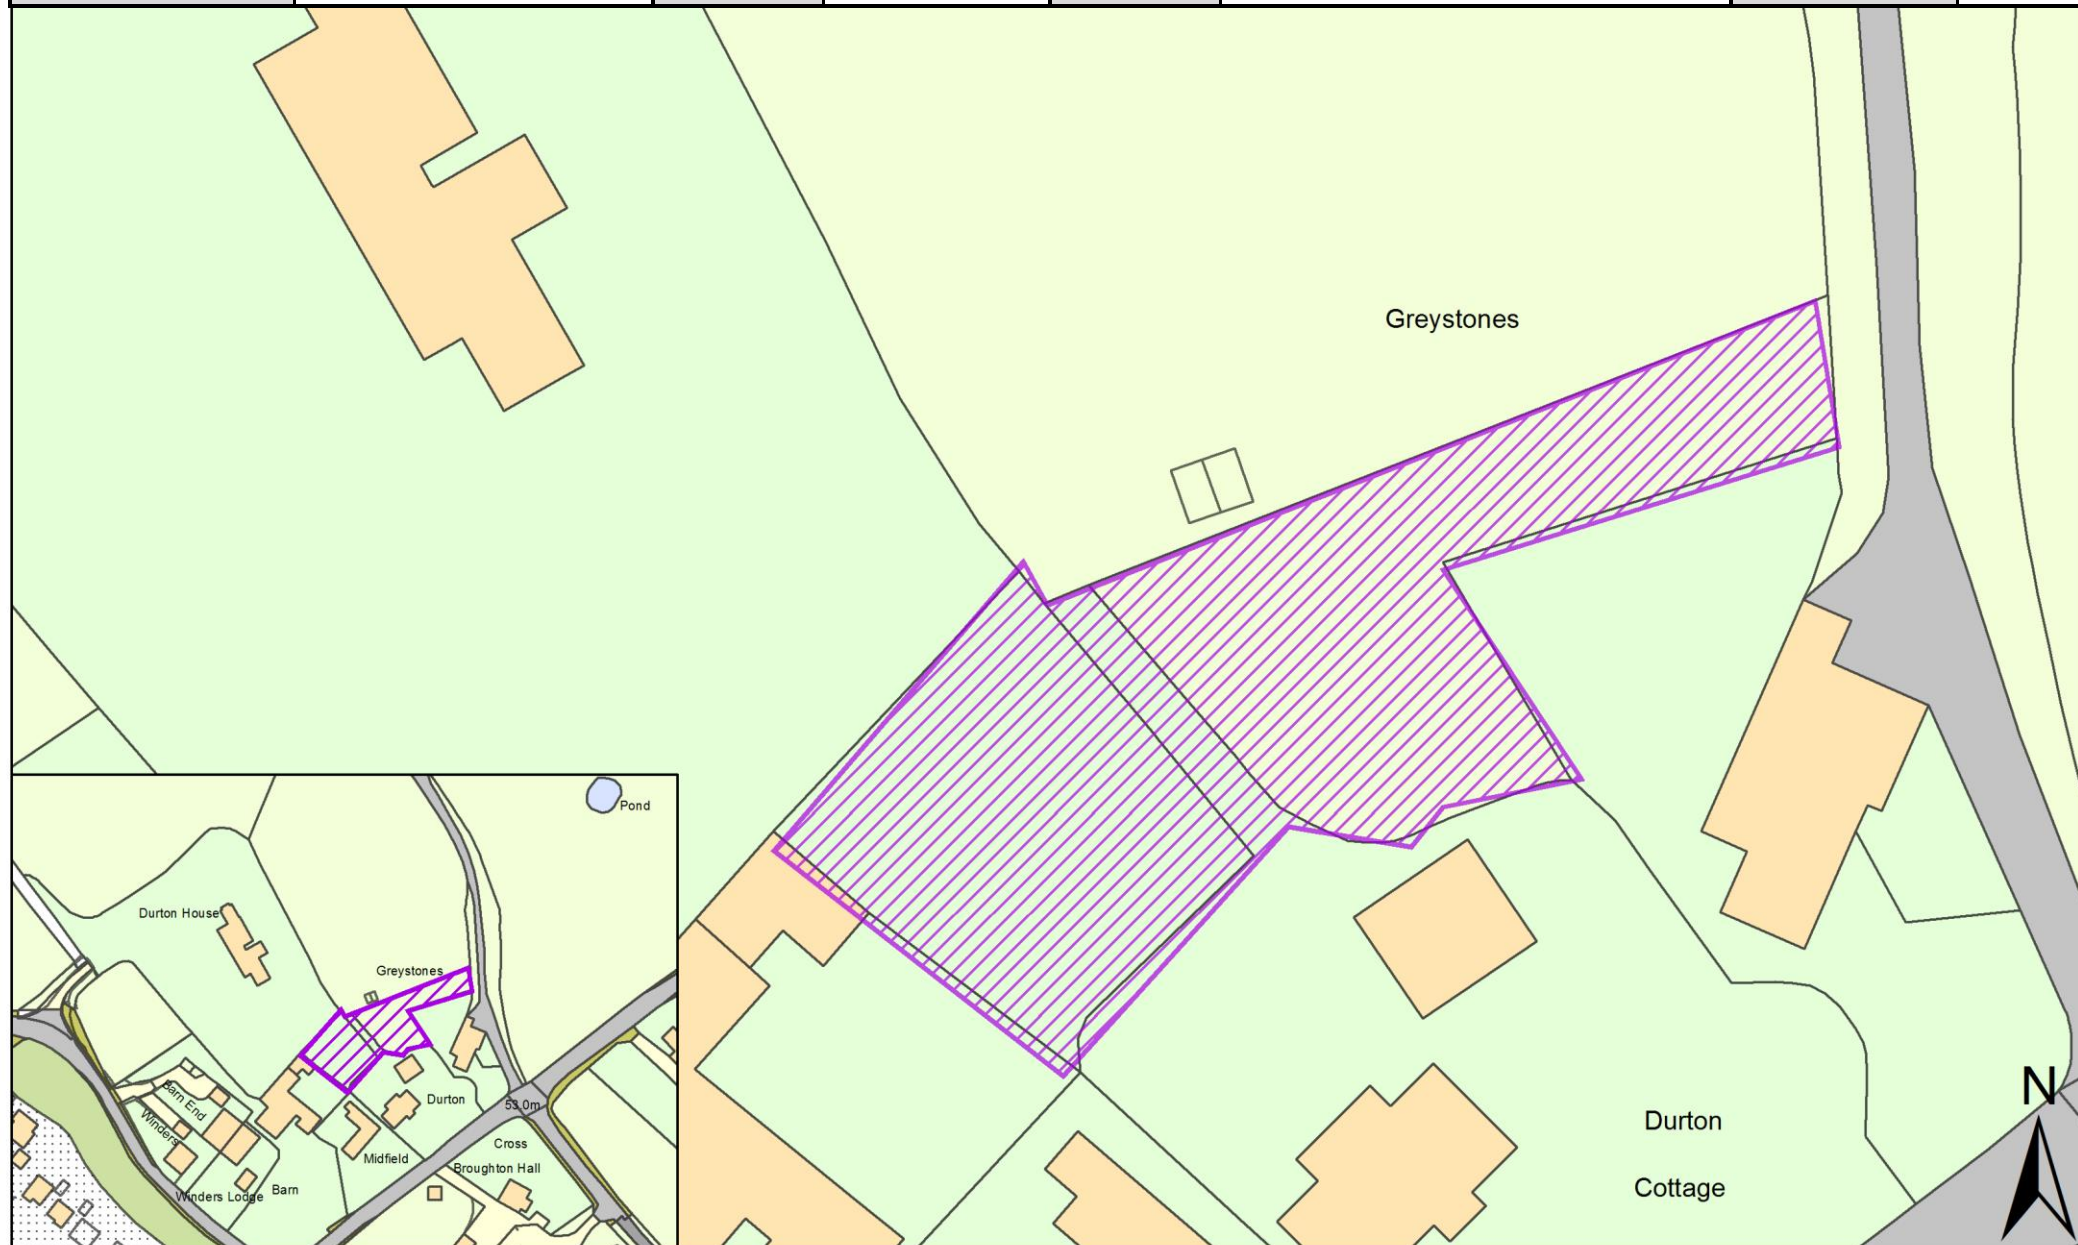 Greystones
Pond
Durton House
Greystones
Barn End
Winders
53.0m
Durton
Cross
Midfield
Broughton Hall
Winders Lodge
Barn
Durton
Cottage
N